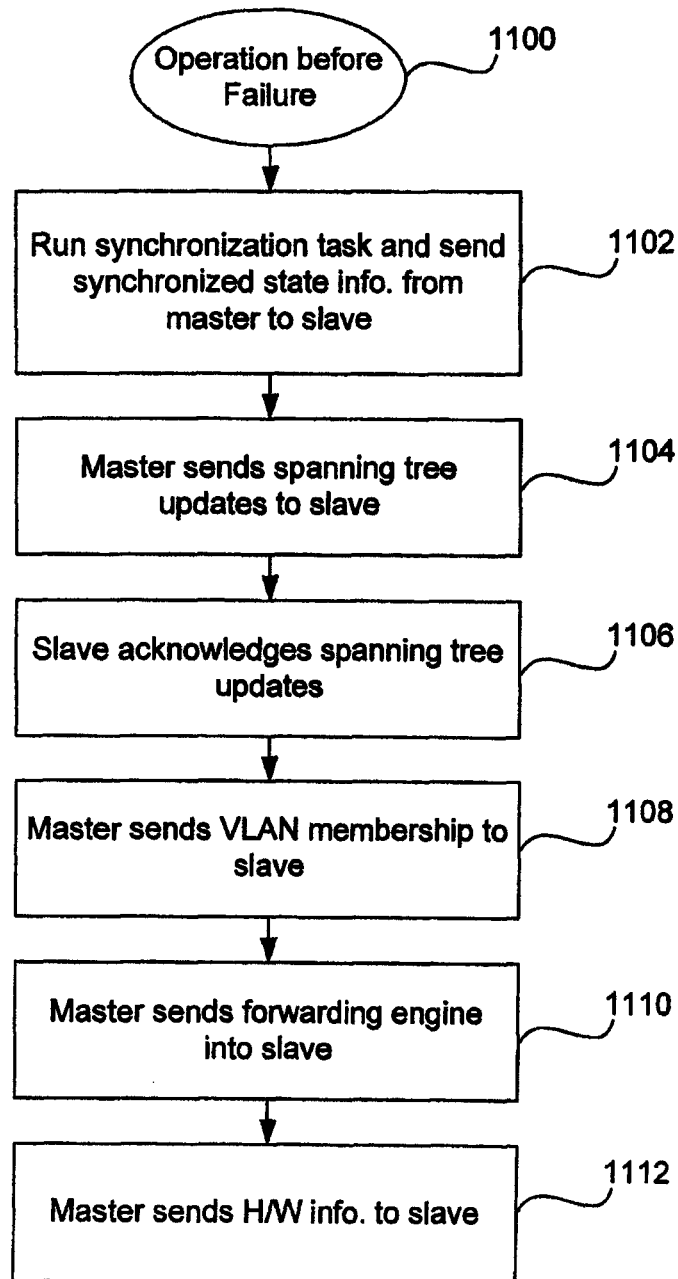 Operation before
Failure
1100
Run synchronization task and send
synchronized state info. from
master to slave
1102
Master sends spanning tree
updates to slave
1104
Slave acknowledges spanning tree
updates
1106
Master sends VLAN membership to
slave
1108
Master sends forwarding engine
into slave
1110
Master sends H/W info. to slave
1112